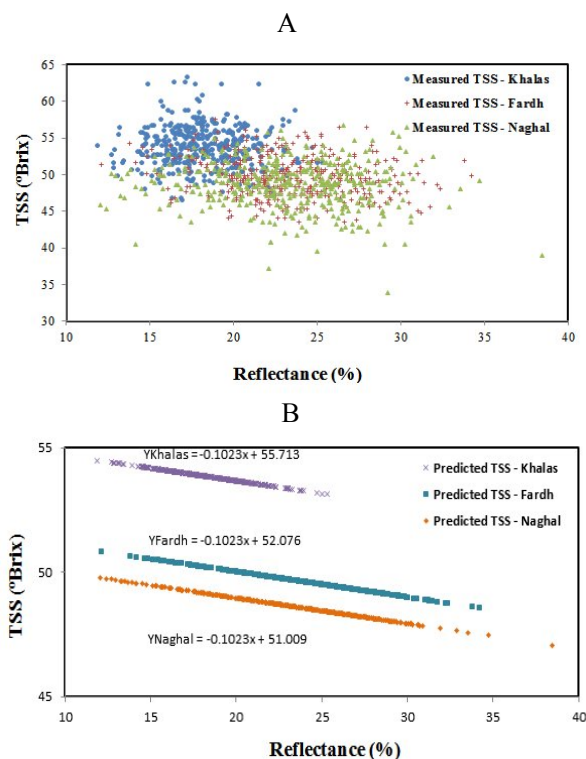 A
65
60
55
50
45
40
35
30
TSS (ºBrix)
Measured TSS - Khalas
Measured TSS - Fardh
Measured TSS - Naghal
10 15 20 25 30 35 40
Reflectance (%)
B
55
50
45
TSS (ºBrix)
YKhalas = -0.1023x + 55.713
YFardh = -0.1023x + 52.076
YNaghal = -0.1023x + 51.009
Predicted TSS - Khalas
Predicted TSS - Fardh
Predicted TSS - Naghal
10 15 20 25 30 35 40
Reflectance (%)